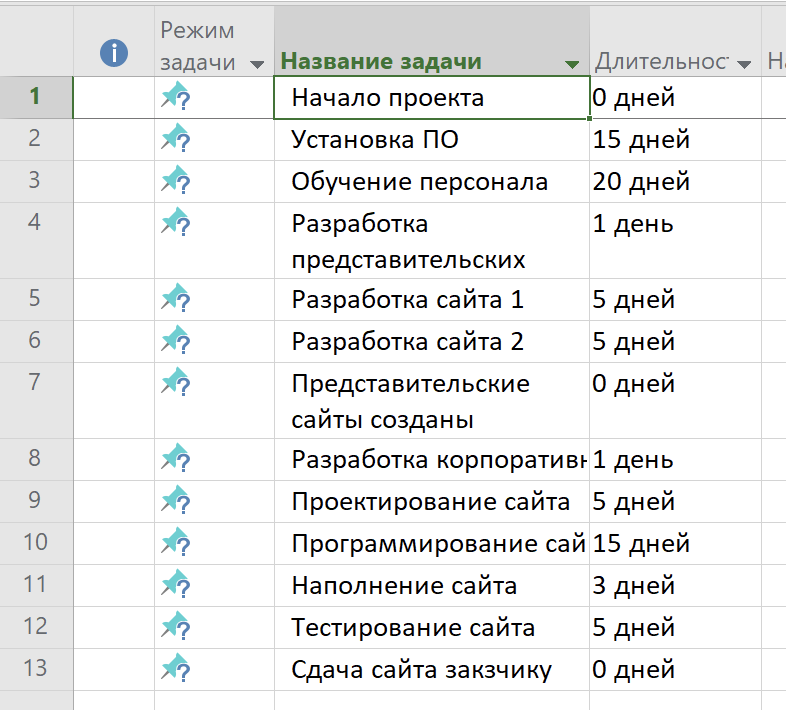 Режим задачи Название задачи Длительност
1 Начало проекта 0 дней
2 Установка ПО 15 дней
3 Обучение персонала 20 дней
4 Разработка 1 день
представительских
5 Разработка сайта 1 5 дней
6 Разработка сайта 2 5 дней
7 Представительские 0 дней
сайты созданы
8 Разработка корпоративн 1 день
9 Проектирование сайта 5 дней
10 Программирование сай 15 дней
11 Наполнение сайта 3 дней
12 Тестирование сайта 5 дней
13 Сдача сайта закзчику 0 дней